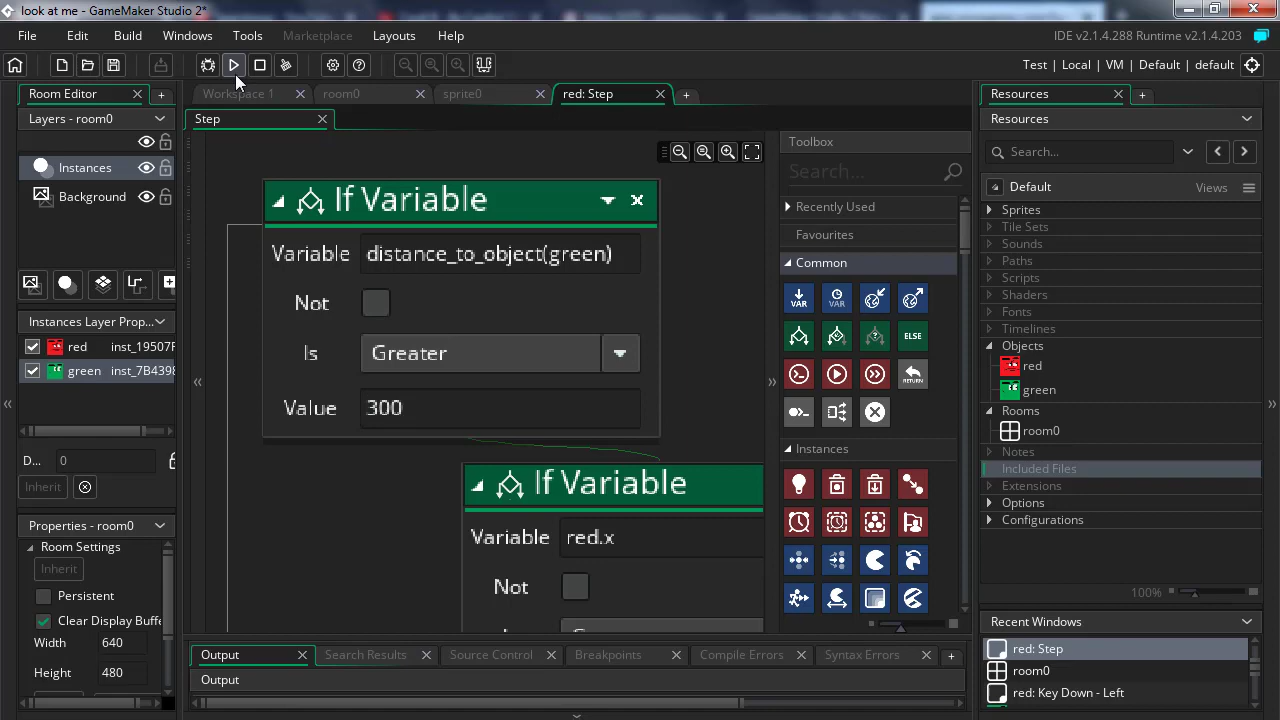 look at me - GameMaker Studio 2*
File Edit Build Windows Tools Marketplace Layouts Help
IDE v2.1.4.288 Runtime v2.1.4.203
Test | Local | VM | Default | default
Room Editor
Layers - room0
Instances
Background
Instances Layer Prop...
red inst_19507F
green inst_7B4398
D... 0
Inherit
Properties - room0
Room Settings
Inherit
Persistent
Clear Display Buffe
Width 640
Height 480
Workspace 1
room0
sprite0
red: Step
Step
If Variable
Variable distance_to_object(green)
Not
Is Greater
Value 300
If Variable
Variable red.x
Not
Toolbox
Search...
Recently Used
Favourites
Common
VAR
VAR
ELSE
RETURN
Instances
Output
Search Results
Source Control
Breakpoints
Compile Errors
Syntax Errors
Output
Resources
Resources
Search...
Default
Views
Sprites
Tile Sets
Sounds
Paths
Scripts
Shaders
Fonts
Timelines
Objects
red
green
Rooms
room0
Notes
Included Files
Extensions
Options
Configurations
100%
Recent Windows
red: Step
room0
red: Key Down - Left